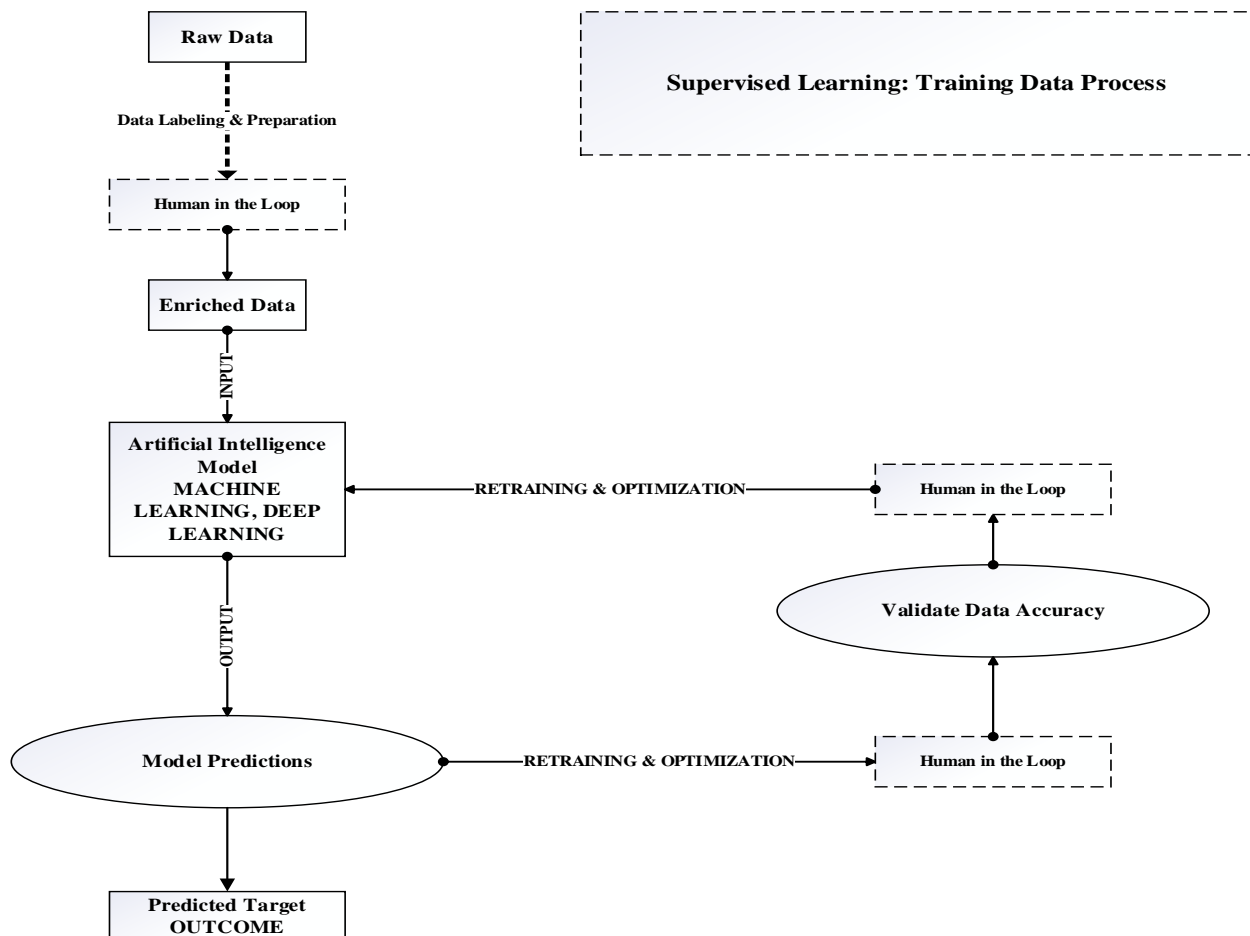 Raw Data
Supervised Learning: Training Data Process
Data Labeling & Preparation
Human in the Loop
Enriched Data
INPUT
Artificial Intelligence
Model
MACHINE
LEARNING, DEEP
LEARNING
RETRAINING & OPTIMIZATION
Human in the Loop
Validate Data Accuracy
OUTPUT
Model Predictions
RETRAINING & OPTIMIZATION
Human in the Loop
Predicted Target
OUTCOME